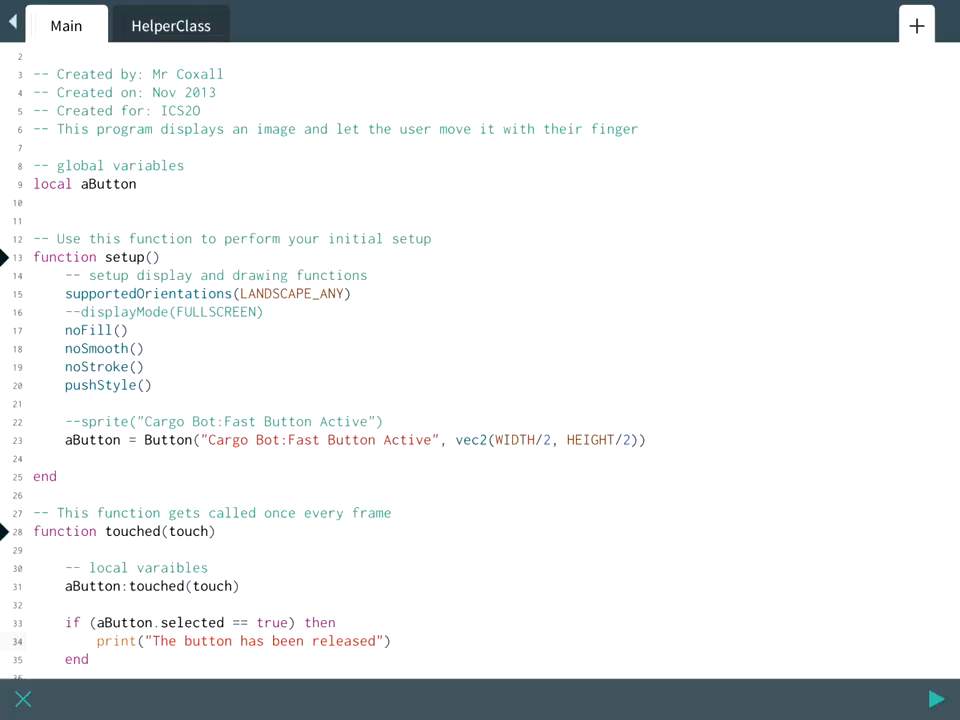 Main HelperClass +
2
3 -- Created by: Mr Coxall
4 -- Created on: Nov 2013
5 -- Created for: ICS2O
6 -- This program displays an image and let the user move it with their finger
7
8 -- global variables
9 local aButton
10
11
12 -- Use this function to perform your initial setup
13 function setup()
14 -- setup display and drawing functions
15 supportedOrientations(LANDSCAPE_ANY)
16 --displayMode(FULLSCREEN)
17 noFill()
18 noSmooth()
19 noStroke()
20 pushStyle()
21
22 --sprite("Cargo Bot:Fast Button Active")
23 aButton = Button("Cargo Bot:Fast Button Active", vec2(WIDTH/2, HEIGHT/2))
24
25 end
26
27 -- This function gets called once every frame
28 function touched(touch)
29
30 -- local varaibles
31 aButton:touched(touch)
32
33 if (aButton.selected == true) then
34 print("The button has been released")
35 end
36